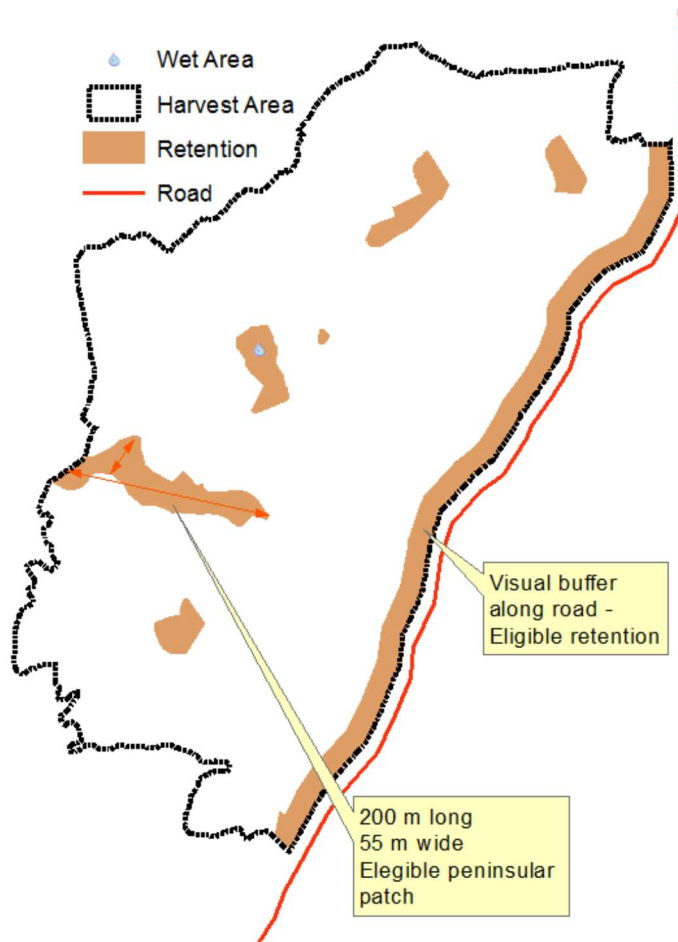 Wet Area
Harvest Area
Retention
Road
Visual buffer
along road -
Eligible retention
200 m long
55 m wide
Elegible peninsular
patch